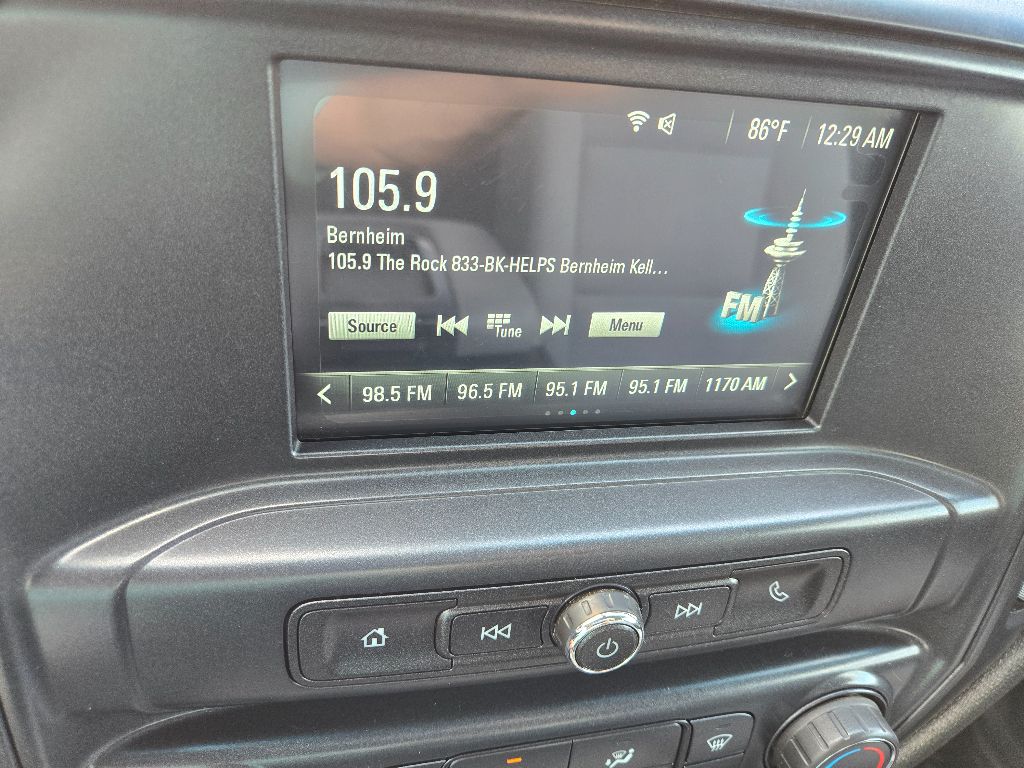 86°F 12:29 AM
105.9
Bernheim
105.9 The Rock 833-BK-HELPS Bernheim Kell...
FM
Source Tune Menu
98.5 FM 96.5 FM 95.1 FM 95.1 FM 1170 AM